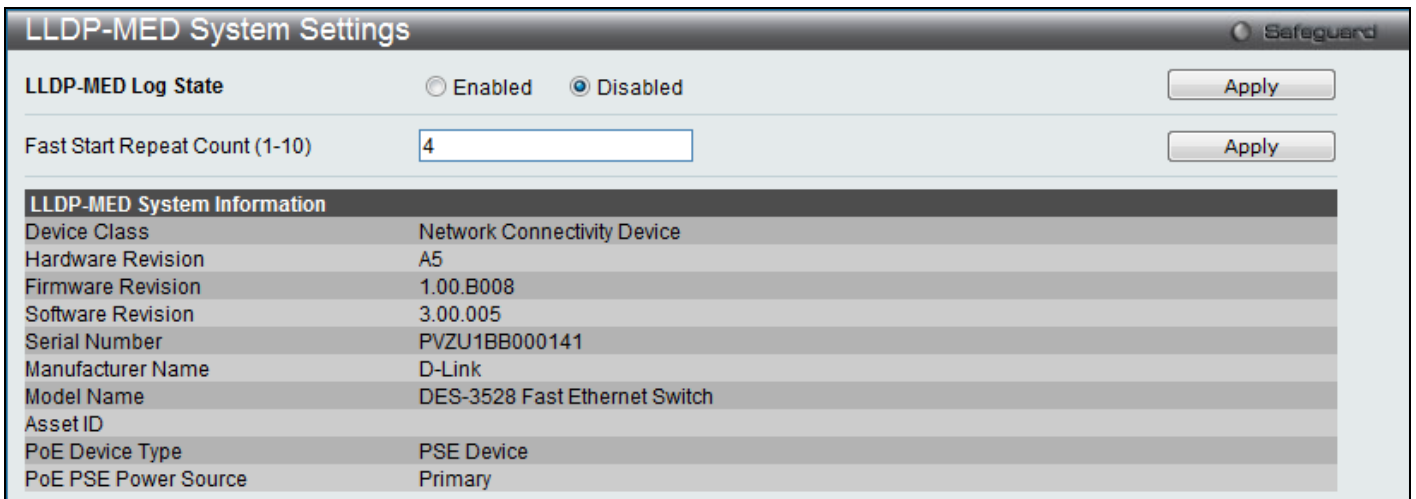 LLDP-MED System Settings
Safeguard
LLDP-MED Log State Enabled Disabled Apply
Fast Start Repeat Count (1-10) 4 Apply
LLDP-MED System Information
Device Class Network Connectivity Device
Hardware Revision A5
Firmware Revision 1.00.B008
Software Revision 3.00.005
Serial Number PVZU1BB000141
Manufacturer Name D-Link
Model Name DES-3528 Fast Ethernet Switch
Asset ID
PoE Device Type PSE Device
PoE PSE Power Source Primary